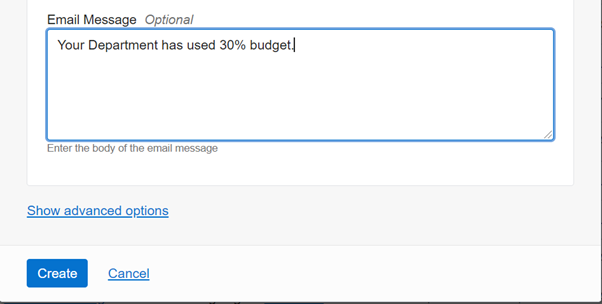 Email Message Optional
Your Department has used 30% budget.
Enter the body of the email message
Show advanced options
Create Cancel